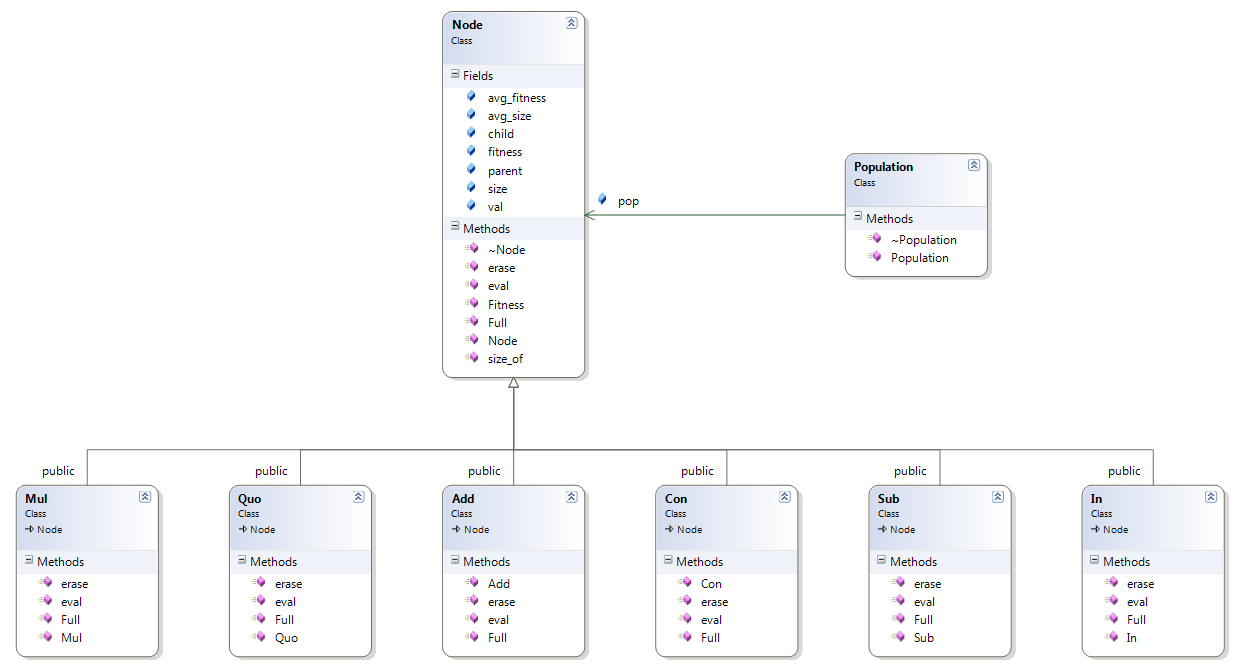 Node
Class
Fields
avg_fitness
avg_size
child
fitness
parent
size
val
Methods
~Node
erase
eval
Fitness
Full
Node
size_of
pop
Population
Class
Methods
~Population
Population
public
Mul
Class
Node
Methods
erase
eval
Full
Mul
public
Quo
Class
Node
Methods
erase
eval
Full
Quo
public
Add
Class
Node
Methods
Add
erase
eval
Full
public
Con
Class
Node
Methods
Con
erase
eval
Full
public
Sub
Class
Node
Methods
erase
eval
Full
Sub
public
In
Class
Node
Methods
erase
eval
Full
In